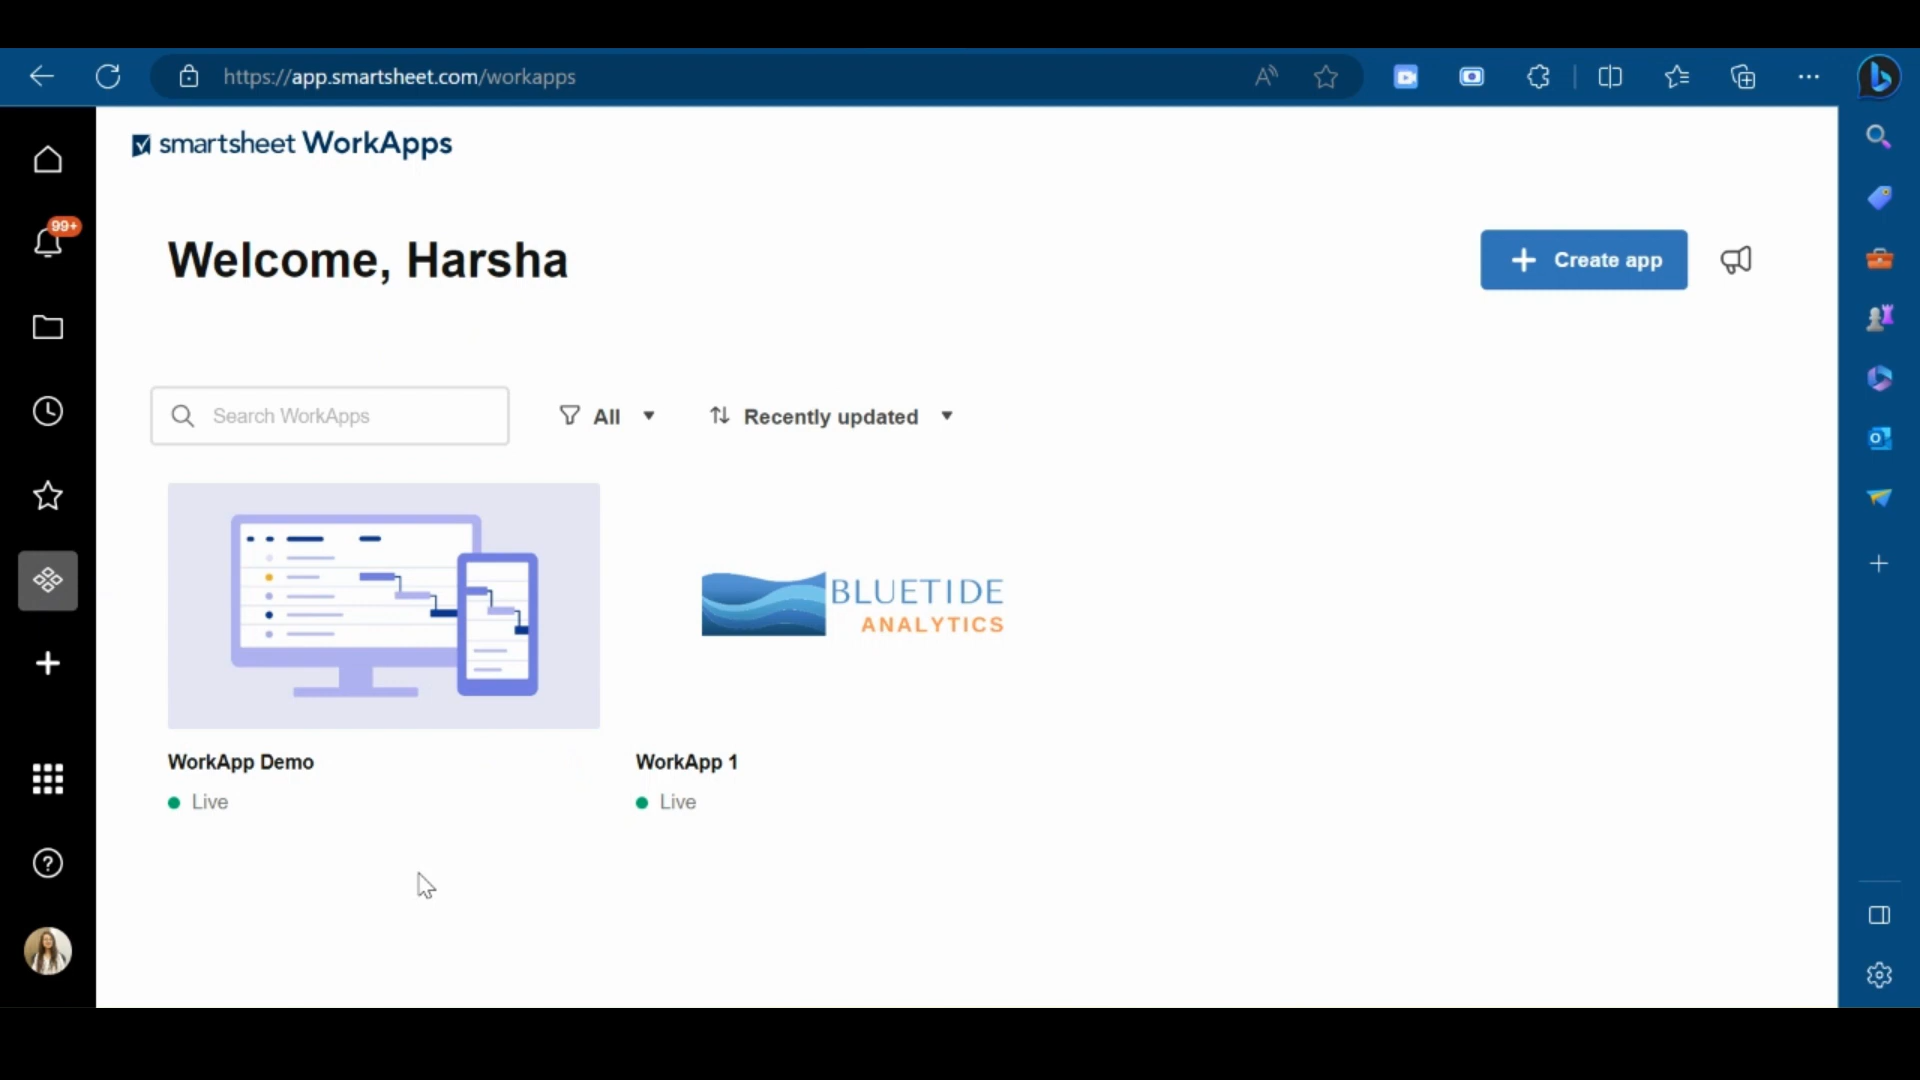 https://app.smartsheet.com/workapps
smartsheet WorkApps
99+
Welcome, Harsha
Create app
Search WorkApps
All
Recently updated
BLUETIDE
ANALYTICS
WorkApp Demo
WorkApp 1
Live
Live